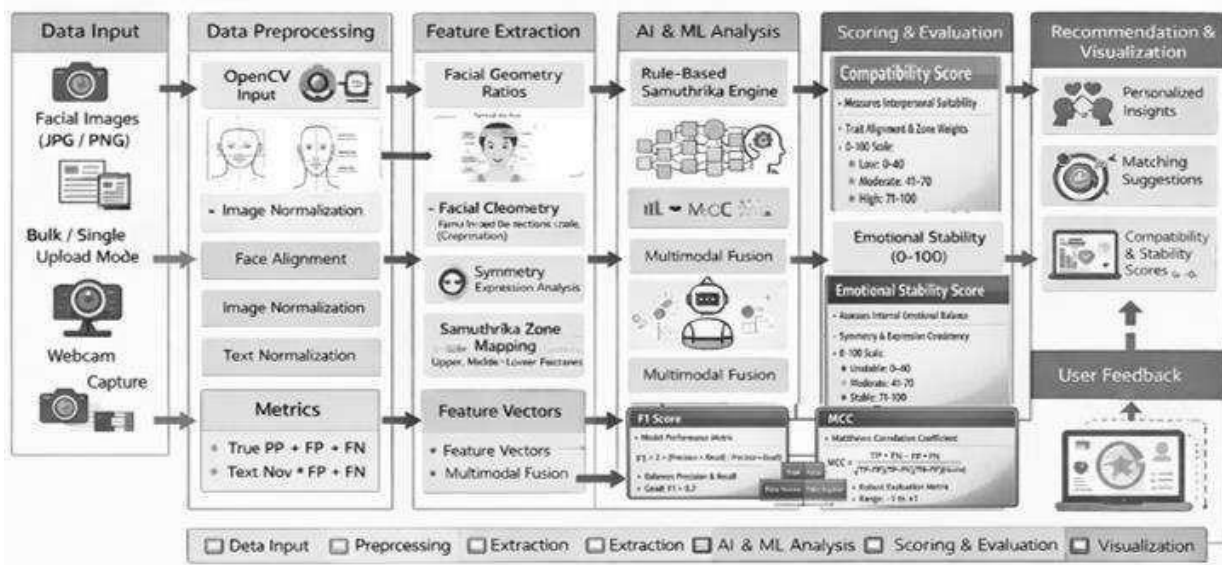 Data Input
Facial Images
(JPG / PNG)
Bulk / Single
Upload Mode
Webcam
Capture
Data Preprocessing
OpenCV
Input
- Image Normalization
Face Alignment
Image Normalization
Text Normalization
Metrics
• True PP + FP + FN
• Text Nov * FP + FN
Feature Extraction
Facial Geometry
Ratios
- Facial Cleometry
Symmetry
Expression Analysis
Samuthrika Zone
Mapping
Upper, Middle - Lower
Feature Vectors
• Feature Vectors
• Multimodal Fusion
AI & ML Analysis
Rule-Based
Samuthrika Engine
Multimodal Fusion
Multimodal Fusion
F1 Score
• Model Performance Metric
• Balances Precision & Recall
Scoring & Evaluation
Compatibility Score
• Measures Interpersonal Suitability
• Trait Alignment & Zone Weights
• 0-100 Scale:
Low: 0-40
Moderate: 41-70
High: 71-100
Emotional Stability
(0-100)
Emotional Stability Score
• Assesses Internal Emotional Balance
• Symmetry & Expression Consistency
• 0-100 Scale:
Unstable: 0-40
Moderate: 41-70
Stable: 71-100
MCC
• Matthews Correlation Coefficient
MCC =
• Robust Evaluation Metric
• Range: -1 to +1
Recommendation &
Visualization
Personalized
Insights
Matching
Suggestions
Compatibility
& Stability
Scores
User Feedback
Data Input
Preprcessing
Extraction
Extraction
AI & ML Analysis
Scoring & Evaluation
Visualization